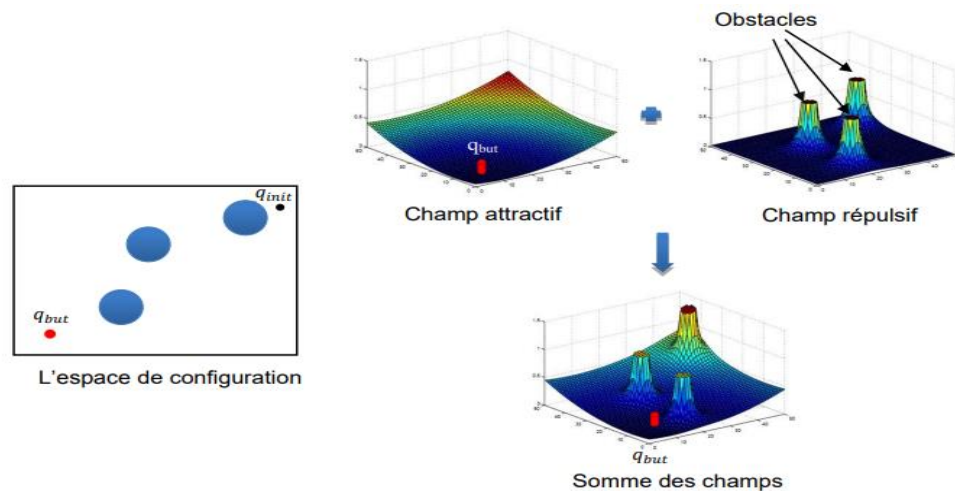 Obstacles
q_but
Champ attractif
Champ répulsif
q_init
q_but
L'espace de configuration
q_but
Somme des champs